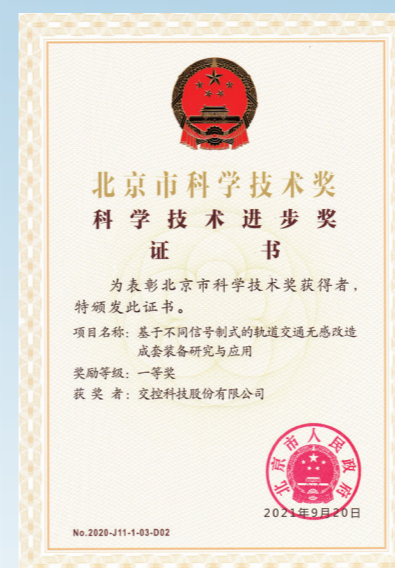 北京市科学技术奖
科学技术进步奖
证 书
为表彰北京市科学技术奖获得者，
特颁发此证书。
项目名称：基于不同信号制式的轨道交通无感改造
成套装备研究与应用
奖励等级：一等奖
获 奖 者：交控科技股份有限公司
北京市人民政府
2021年9月20日
No.2020-J11-1-03-D02